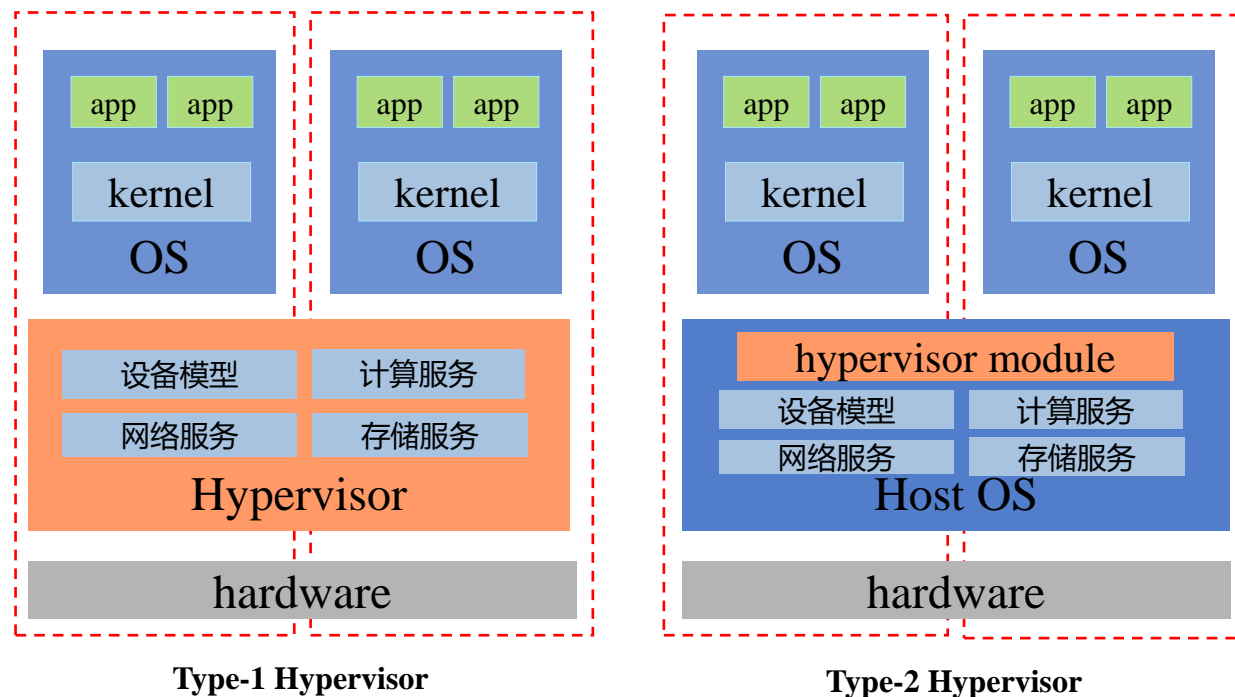 app app
kernel
OS
app app
kernel
OS
设备模型 计算服务
网络服务 存储服务
Hypervisor
hardware
Type-1 Hypervisor
app app
kernel
OS
app app
kernel
OS
hypervisor module
设备模型 计算服务
网络服务 存储服务
Host OS
hardware
Type-2 Hypervisor